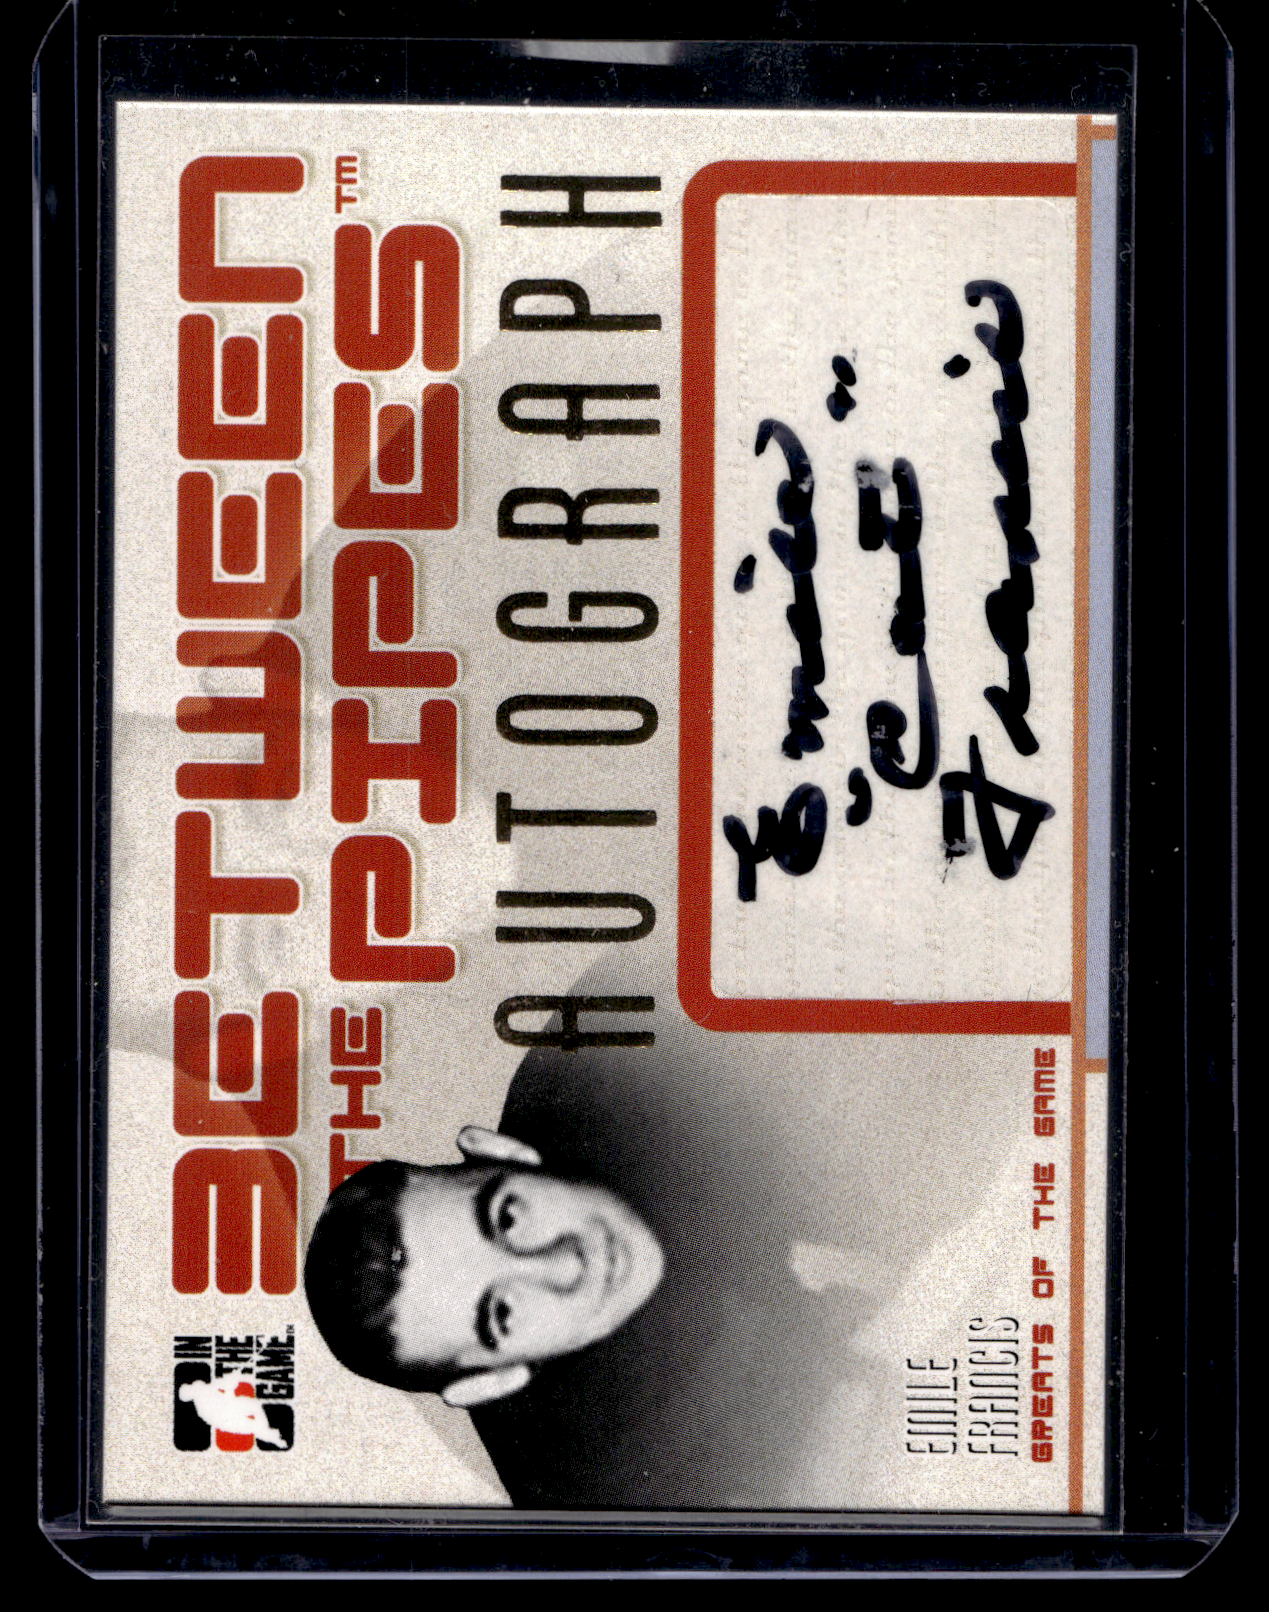 BETWEEN
THE PIPES™
AUTOGRAPH
Emile
"Cat"
Francis
IN
THE
GAME
EMILE
FRANCIS
GREATS OF THE GAME